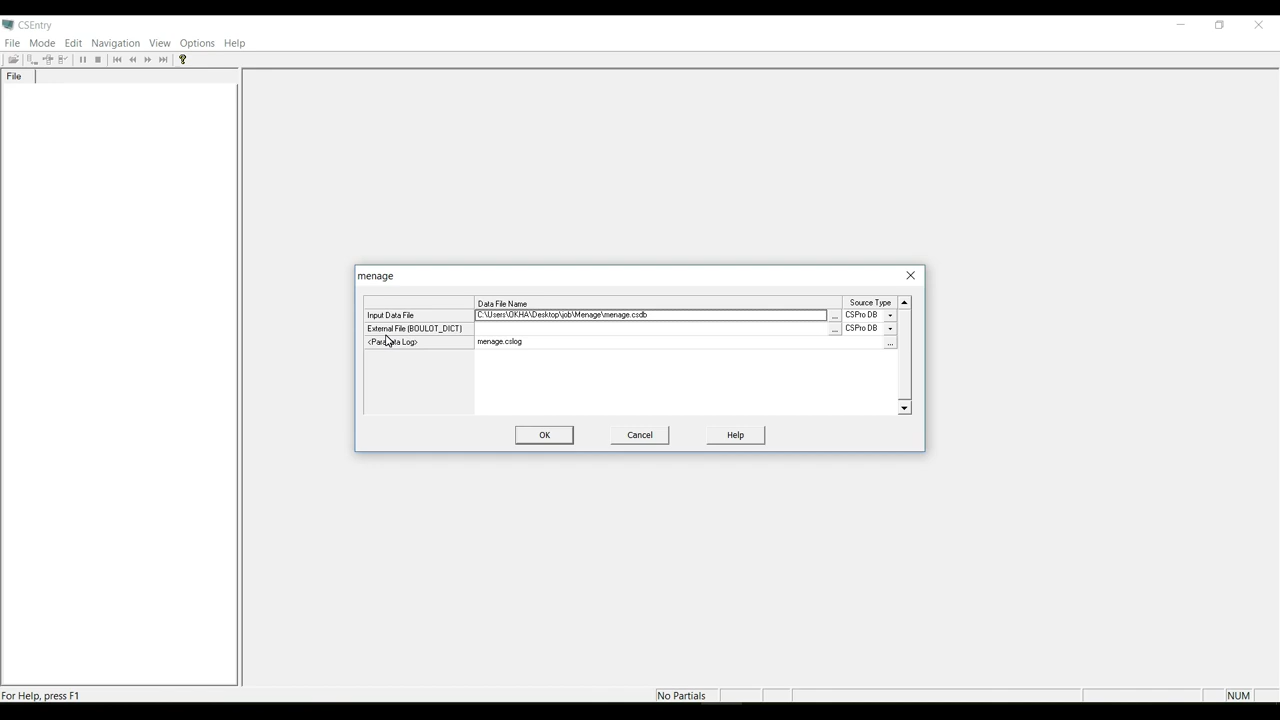 CSEntry
File Mode Edit Navigation View Options Help
File
menage
Data File Name Source Type
Input Data File C:\Users\OKHA\Desktop\job\Menage\menage.csdb ... CSPro DB
External File (BOULOT_DICT) ... CSPro DB
menage.cslog ...
OK Cancel Help
For Help, press F1 No Partials NUM